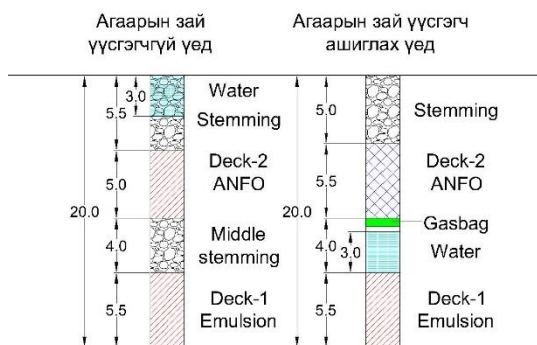 Агаарын зай
үүсгэгчгүй үед
Агаарын зай үүсгэгч
ашиглах үед
3.0
5.5
Water
Stemming
5.0
Deck-2
ANFO
20.0
4.0
Middle
stemming
5.5
Deck-1
Emulsion
5.0
Stemming
5.5
Deck-2
ANFO
20.0
Gasbag
4.0
3.0
Water
5.5
Deck-1
Emulsion